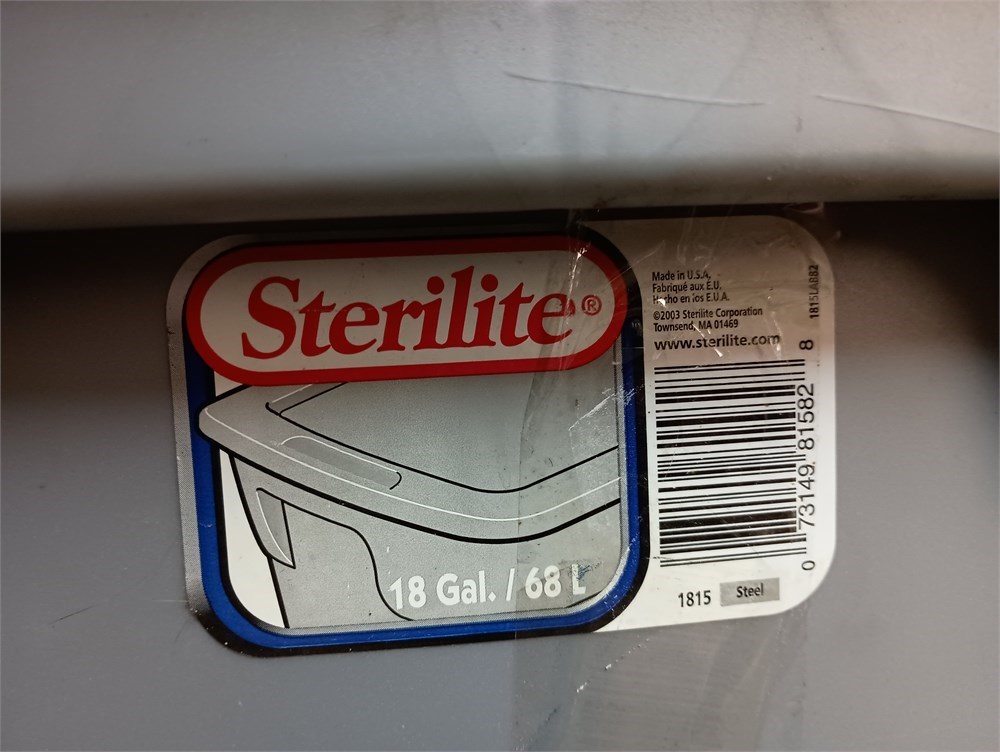 Sterilite®
18 Gal. / 68 L
Made in U.S.A.
Fabriqué aux E.U.
Hecho en los E.U.A.
©2003 Sterilite Corporation
Townsend, MA 01469
www.sterilite.com
1815LAB82
0 73149 81582 8
1815 Steel